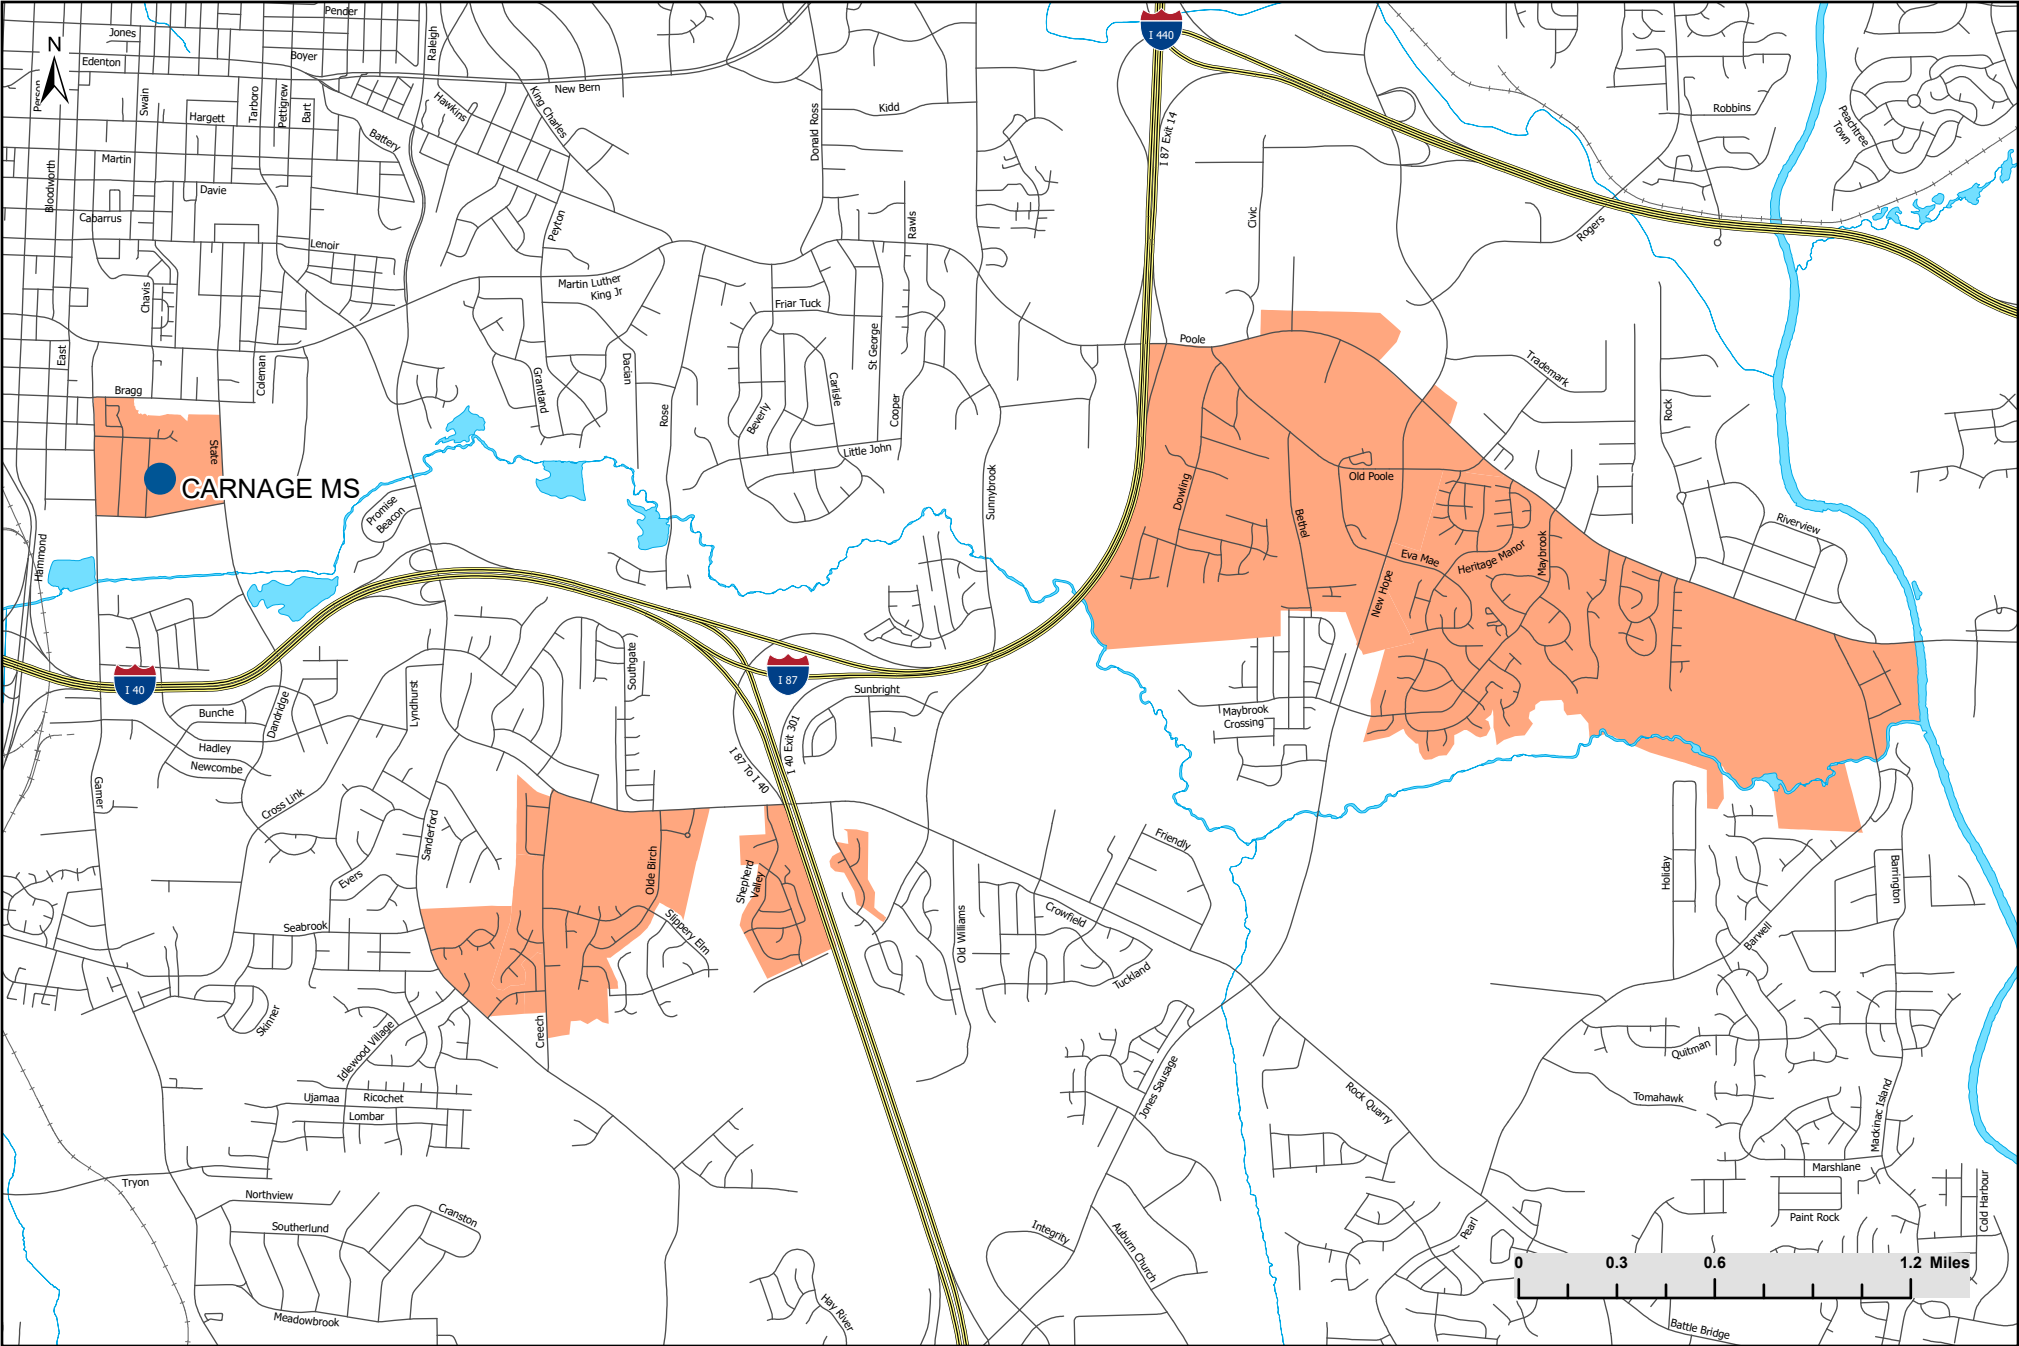 Pender
Jones
Raleigh
I 440
N
Edenton
Boyer
Person
New Bern
Swain
Tarboro
Pettigrew
Bart
Hawkins
King Charles
Donald Ross
Kidd
Robbins
Peachtree
Town
Hargett
Battery
I 87 Exit 14
Martin
Bloodworth
Davie
Cabarrus
Peyton
Rawls
Civic
Rogers
Lenoir
Chavis
Martin Luther
King Jr
Friar Tuck
St George
Poole
East
Coleman
Bragg
Grantland
Dacian
Rose
Beverly
Carlisle
Cooper
Trademark
Rock
State
Little John
Sunnybrook
Dowling
Old Poole
CARNAGE MS
Promise
Beacon
Bethel
Riverview
Hammond
Eva Mae
Heritage Manor
Maybrook
New Hope
Southgate
I 40
I 87
Sunbright
Bunche
Dandridge
Lyndhurst
Maybrook
Crossing
Hadley
Newcombe
I 87 To I 40
I 40 Exit 301
Garner
Cross Link
Sanderford
Friendly
Evers
Olde Birch
Shepherd
Valley
Holiday
Barrington
Seabrook
Slippery Elm
Old Williams
Crowfield
Barwell
Tuckland
Skinner
Idlewood Village
Creech
Jones Sausage
Quitman
Ujamaa
Ricochet
Lombar
Rock Quarry
Tomahawk
Mackinac Island
Marshlane
Tryon
Northview
Southerlund
Cranston
Integrity
Auburn Church
Pearl
Paint Rock
Cold Harbour
0
0.3
0.6
1.2 Miles
Meadowbrook
Hay River
Battle Bridge